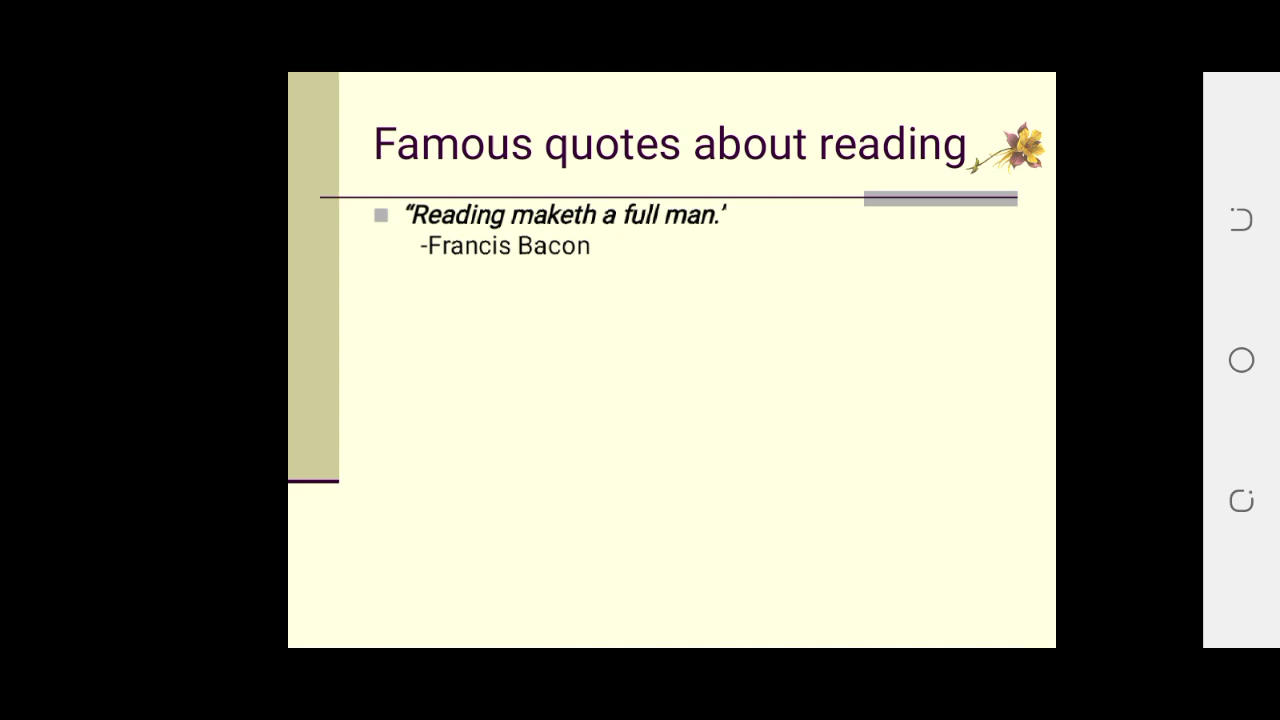 Famous quotes about reading
“Reading maketh a full man.’
-Francis Bacon